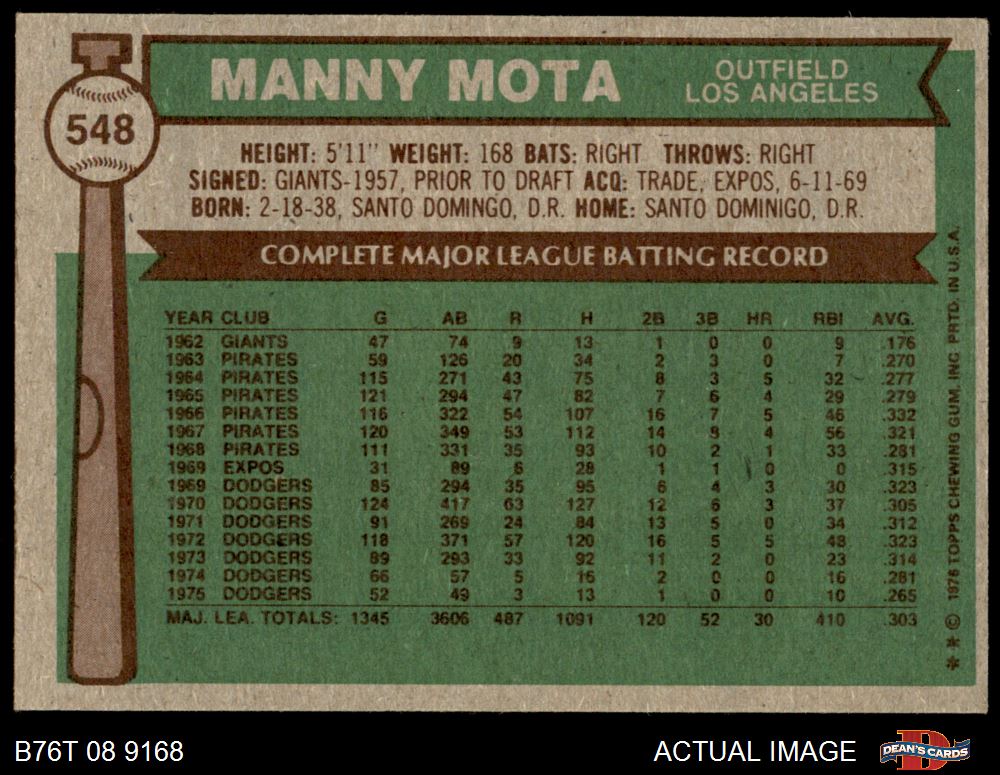 548
MANNY MOTA
OUTFIELD
LOS ANGELES
HEIGHT: 5'11" WEIGHT: 168 BATS: RIGHT THROWS: RIGHT
SIGNED: GIANTS-1957, PRIOR TO DRAFT ACQ: TRADE, EXPOS, 6-11-69
BORN: 2-18-38, SANTO DOMINGO, D.R. HOME: SANTO DOMINIGO, D.R.
COMPLETE MAJOR LEAGUE BATTING RECORD
YEAR CLUB G AB R H 2B 3B HR RBI AVG.
1962 GIANTS 47 74 9 13 1 0 0 9 .176
1963 PIRATES 59 126 20 34 2 3 0 7 .270
1964 PIRATES 115 271 43 75 8 3 5 32 .277
1965 PIRATES 121 294 47 82 7 6 4 29 .279
1966 PIRATES 116 322 54 107 16 7 5 46 .332
1967 PIRATES 120 349 53 112 14 8 4 56 .321
1968 PIRATES 111 331 35 93 10 2 1 33 .281
1969 EXPOS 31 89 6 28 1 1 0 0 .315
1969 DODGERS 85 294 35 95 6 4 3 30 .323
1970 DODGERS 124 417 63 127 12 6 3 37 .305
1971 DODGERS 91 269 24 84 13 5 0 34 .312
1972 DODGERS 118 371 57 120 16 5 5 48 .323
1973 DODGERS 89 293 33 92 11 2 0 23 .314
1974 DODGERS 66 57 5 16 2 0 0 16 .281
1975 DODGERS 52 49 3 13 1 0 0 10 .265
MAJ. LEA. TOTALS: 1345 3606 487 1091 120 52 30 410 .303
** © 1976 TOPPS CHEWING GUM, INC. PRTD. IN U.S.A.
B76T 08 9168
ACTUAL IMAGE
DEAN'S CARDS